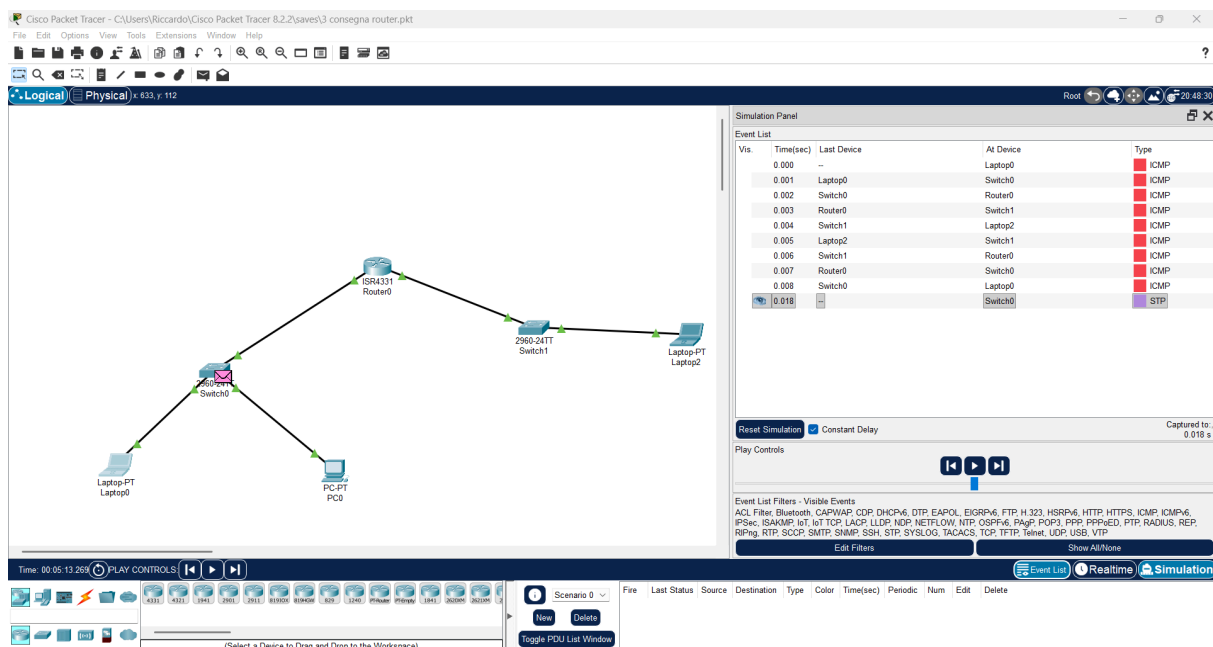 Cisco Packet Tracer - C:\Users\Riccardo\Cisco Packet Tracer 8.2.2\saves\3 consegna router.pkt
File Edit Options View Tools Extensions Window Help
?
Logical Physical x: 633, y: 112 Root 20:48:30
Simulation Panel
Event List
Vis. Time(sec) Last Device At Device Type
0.000 -- Laptop0 ICMP
0.001 Laptop0 Switch0 ICMP
0.002 Switch0 Router0 ICMP
0.003 Router0 Switch1 ICMP
0.004 Switch1 Laptop2 ICMP
0.005 Laptop2 Switch1 ICMP
0.006 Switch1 Router0 ICMP
0.007 Router0 Switch0 ICMP
0.008 Switch0 Laptop0 ICMP
0.018 -- Switch0 STP
ISR4331
Router0
2960-24TT
Switch1
Laptop-PT
Laptop2
2960-24TT
Switch0
Laptop-PT
Laptop0
PC-PT
PC0
Reset Simulation Constant Delay Captured to:
0.018 s
Play Controls
Event List Filters - Visible Events
ACL Filter, Bluetooth, CAPWAP, CDP, DHCPv6, DTP, EAPOL, EIGRPv6, FTP, H.323, HSRPv6, HTTP, HTTPS, ICMP, ICMPv6,
IPSec, ISAKMP, IoT, IoT TCP, LACP, LLDP, NDP, NETFLOW, NTP, OSPFv6, PAgP, POP3, PPP, PPPoED, PTP, RADIUS, REP,
RIPng, RTP, SCCP, SMTP, SNMP, SSH, STP, SYSLOG, TACACS, TCP, TFTP, Telnet, UDP, USB, VTP
Edit Filters Show All/None
Time: 00:05:13.269 PLAY CONTROLS: Event List Realtime Simulation
4331 4321 1941 2901 2911 819IOX 819HGW 829 1240 PT-Router PT-Empty 1841 2620XM 2621XM
Scenario 0
New Delete
Toggle PDU List Window
Fire Last Status Source Destination Type Color Time(sec) Periodic Num Edit Delete
(Select a Device to Drag and Drop to the Workspace)